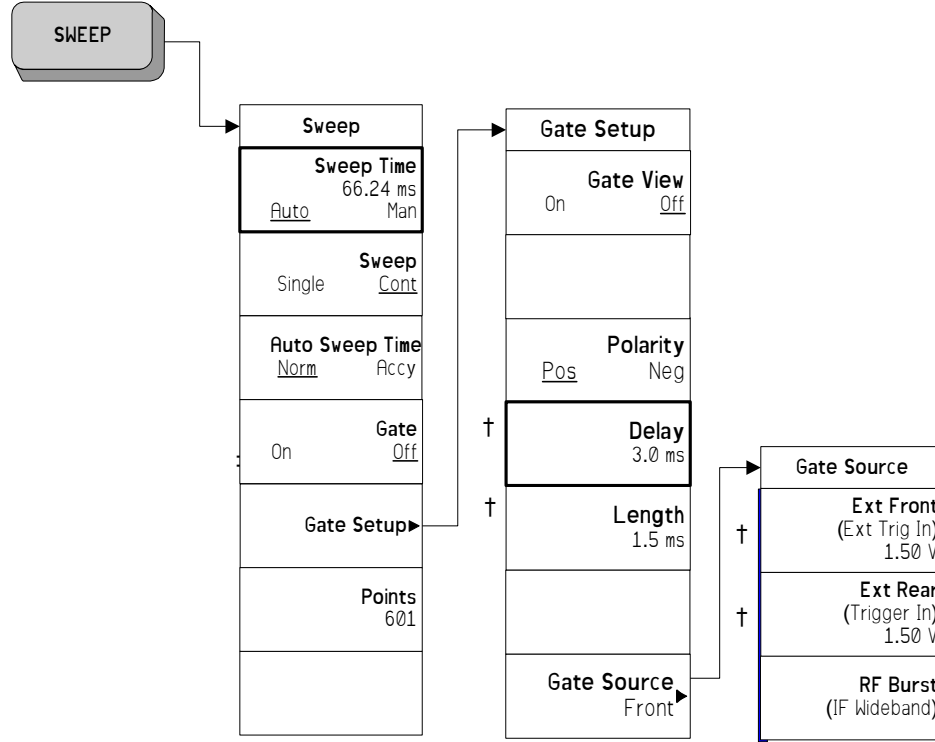 SWEEP
Sweep
Sweep Time
66.24 ms
Auto Man
Sweep
Single Cont
Auto Sweep Time
Norm Accy
Gate
On Off
:
Gate Setup
Points
601
Gate Setup
Gate View
On Off
Polarity
Pos Neg
†
Delay
3.0 ms
†
Length
1.5 ms
Gate Source
Front
Gate Source
†
Ext Front
(Ext Trig In)
1.50 V
†
Ext Rear
(Trigger In)
1.50 V
RF Burst
(IF Wideband)